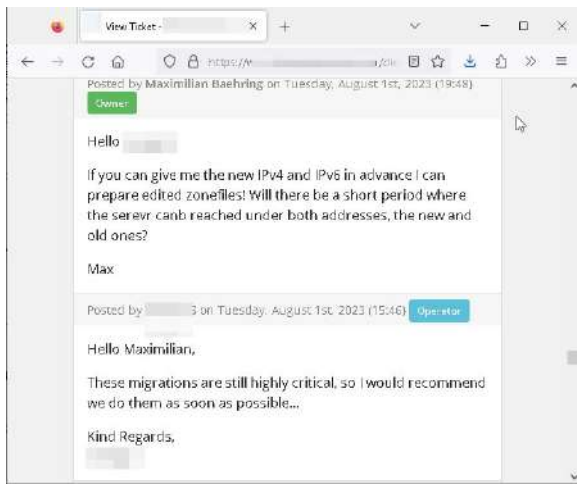 View Ticket -
Posted by Maximilian Baehring on Tuesday, August 1st, 2023 (19:48)
Owner
Hello
If you can give me the new IPv4 and IPv6 in advance I can
prepare edited zonefiles! Will there be a short period where
the serevr canb reached under both addresses, the new and
old ones?
Max
Posted by S on Tuesday, August 1st, 2023 (15:46) Operator
Hello Maximilian,
These migrations are still highly critical, so I would recommend
we do them as soon as possible...
Kind Regards,